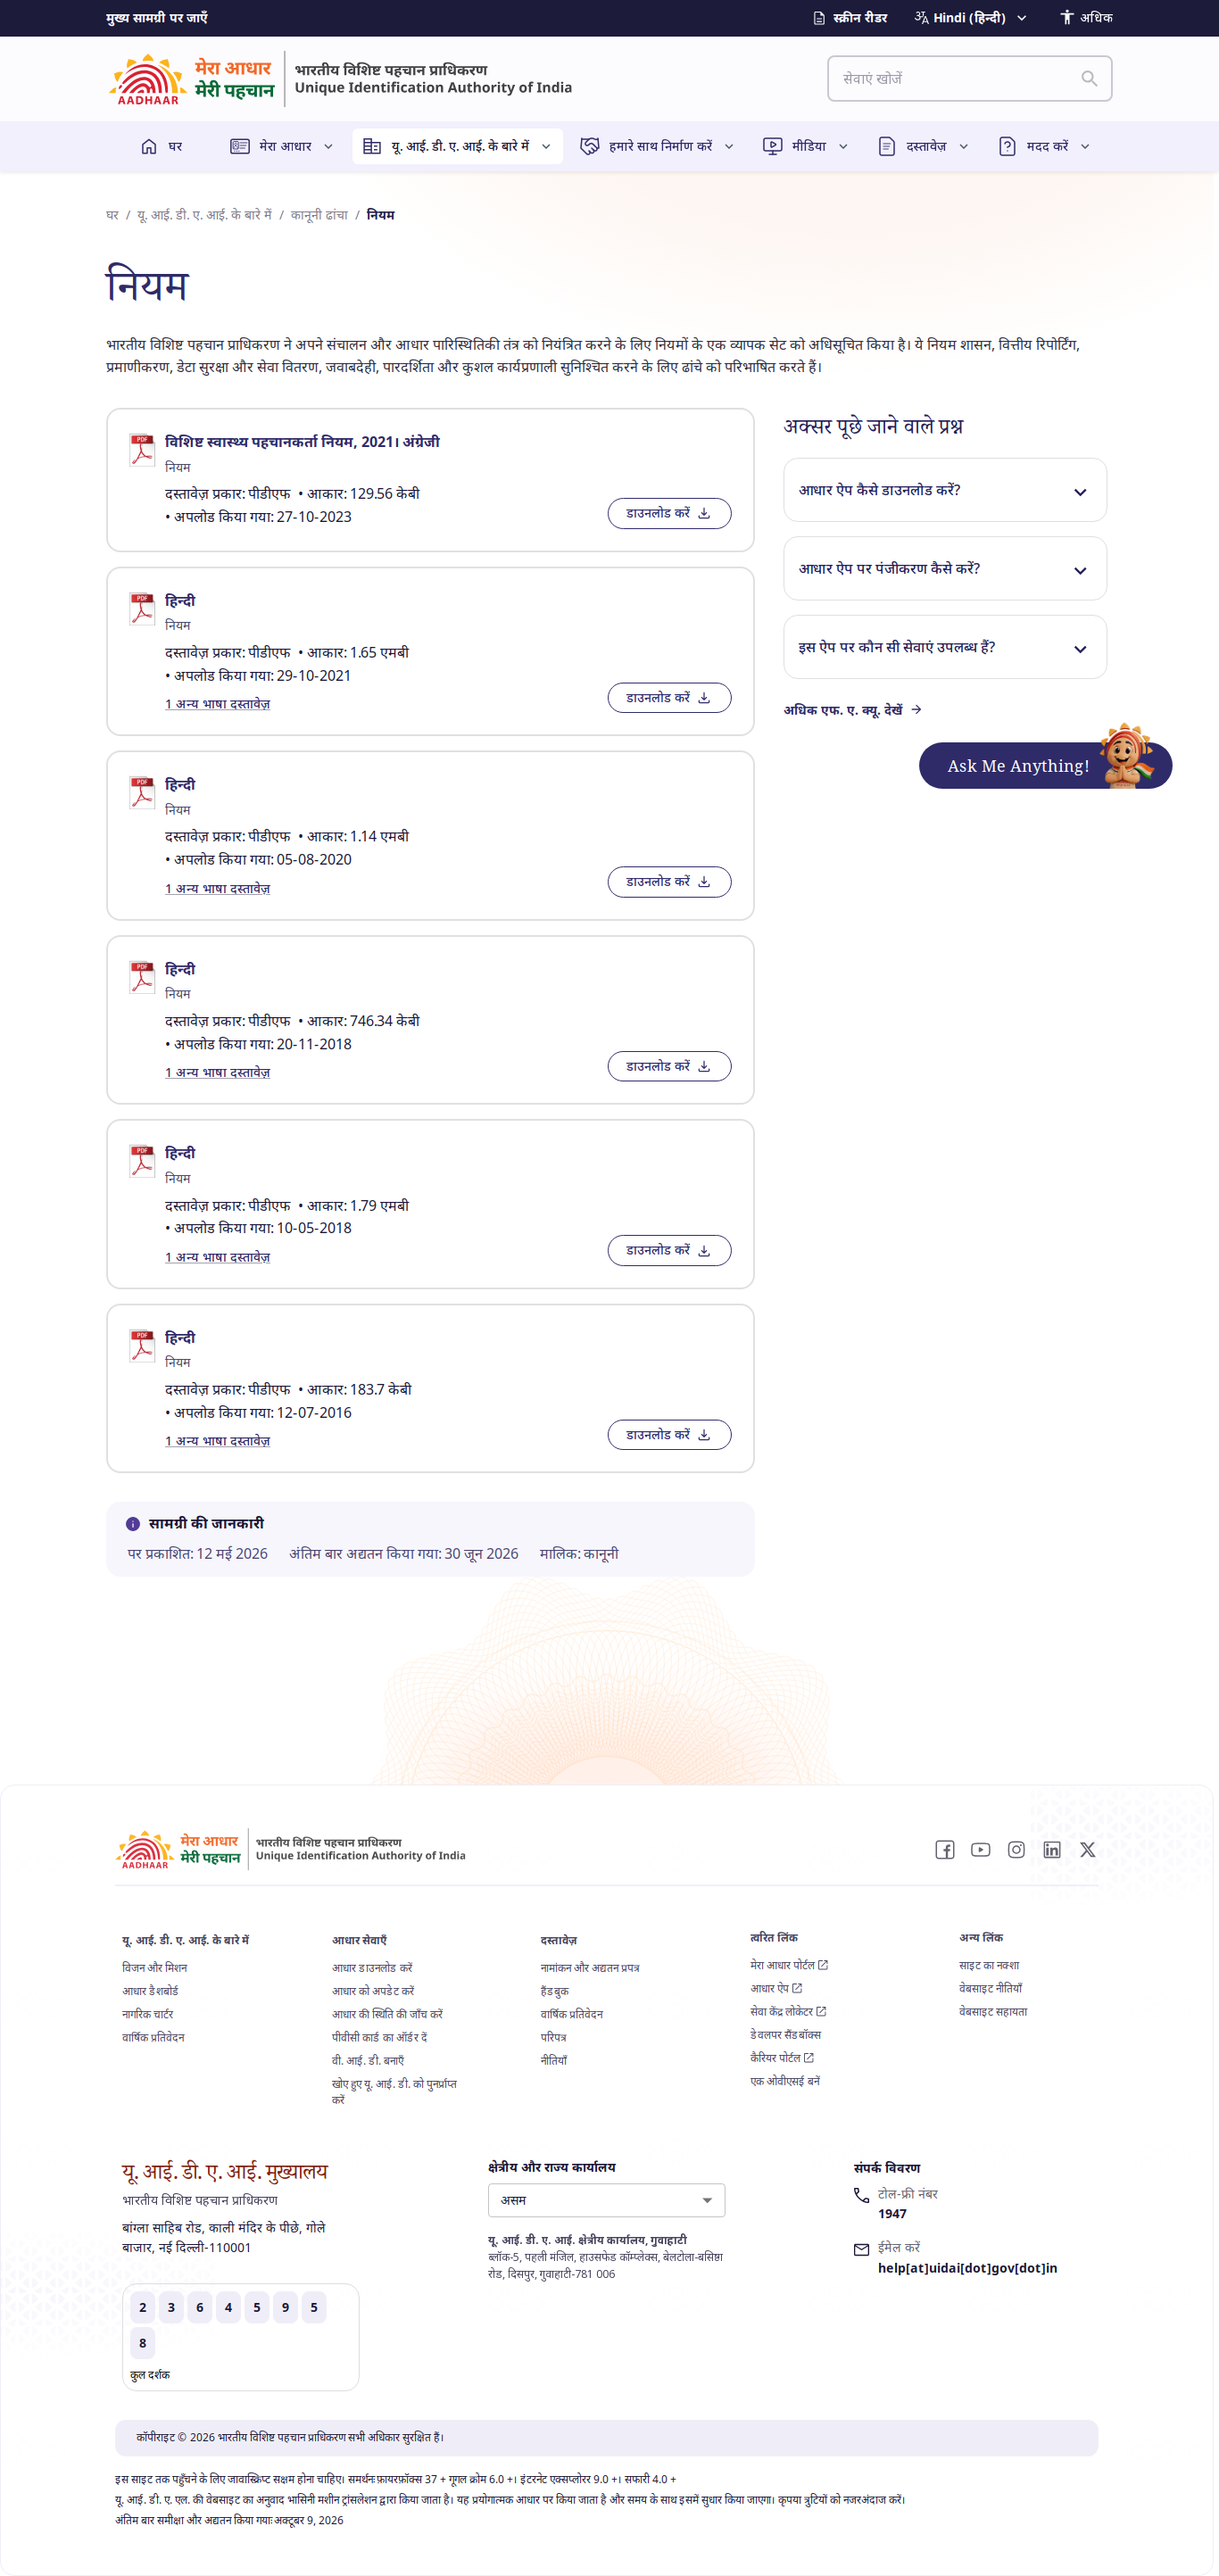 मुख्य सामग्री पर जाएँ
स्क्रीन रीडर
Hindi (हिन्दी)
अधिक
AADHAAR
मेरा आधार
मेरी पहचान
भारतीय विशिष्ट पहचान प्राधिकरण
Unique Identification Authority of India
सेवाएं खोजें
घर
मेरा आधार
यू. आई. डी. ए. आई. के बारे में
हमारे साथ निर्माण करें
मीडिया
दस्तावेज़
मदद करें
घर / यू. आई. डी. ए. आई. के बारे में / कानूनी ढांचा / नियम
नियम
भारतीय विशिष्ट पहचान प्राधिकरण ने अपने संचालन और आधार पारिस्थितिकी तंत्र को नियंत्रित करने के लिए नियमों के एक व्यापक सेट को अधिसूचित किया है। ये नियम शासन, वित्तीय रिपोर्टिंग,
प्रमाणीकरण, डेटा सुरक्षा और सेवा वितरण, जवाबदेही, पारदर्शिता और कुशल कार्यप्रणाली सुनिश्चित करने के लिए ढांचे को परिभाषित करते हैं।
PDF
विशिष्ट स्वास्थ्य पहचानकर्ता नियम, 2021। अंग्रेजी
नियम
दस्तावेज़ प्रकार: पीडीएफ • आकार: 129.56 केबी
• अपलोड किया गया: 27-10-2023
डाउनलोड करें
PDF
हिन्दी
नियम
दस्तावेज़ प्रकार: पीडीएफ • आकार: 1.65 एमबी
• अपलोड किया गया: 29-10-2021
1 अन्य भाषा दस्तावेज़
डाउनलोड करें
PDF
हिन्दी
नियम
दस्तावेज़ प्रकार: पीडीएफ • आकार: 1.14 एमबी
• अपलोड किया गया: 05-08-2020
1 अन्य भाषा दस्तावेज़
डाउनलोड करें
PDF
हिन्दी
नियम
दस्तावेज़ प्रकार: पीडीएफ • आकार: 746.34 केबी
• अपलोड किया गया: 20-11-2018
1 अन्य भाषा दस्तावेज़
डाउनलोड करें
PDF
हिन्दी
नियम
दस्तावेज़ प्रकार: पीडीएफ • आकार: 1.79 एमबी
• अपलोड किया गया: 10-05-2018
1 अन्य भाषा दस्तावेज़
डाउनलोड करें
PDF
हिन्दी
नियम
दस्तावेज़ प्रकार: पीडीएफ • आकार: 183.7 केबी
• अपलोड किया गया: 12-07-2016
1 अन्य भाषा दस्तावेज़
डाउनलोड करें
अक्सर पूछे जाने वाले प्रश्न
आधार ऐप कैसे डाउनलोड करें?
आधार ऐप पर पंजीकरण कैसे करें?
इस ऐप पर कौन सी सेवाएं उपलब्ध हैं?
अधिक एफ. ए. क्यू. देखें
Ask Me Anything!
सामग्री की जानकारी
पर प्रकाशित: 12 मई 2026 अंतिम बार अद्यतन किया गया: 30 जून 2026 मालिक: कानूनी
AADHAAR
मेरा आधार
मेरी पहचान
भारतीय विशिष्ट पहचान प्राधिकरण
Unique Identification Authority of India
यू. आई. डी. ए. आई. के बारे में
विजन और मिशन
आधार डैशबोर्ड
नागरिक चार्टर
वार्षिक प्रतिवेदन
आधार सेवाएँ
आधार डाउनलोड करें
आधार को अपडेट करें
आधार की स्थिति की जाँच करें
पीवीसी कार्ड का ऑर्डर दें
वी. आई. डी. बनाएँ
खोए हुए यू. आई. डी. को पुनर्प्राप्त
करें
दस्तावेज़
नामांकन और अद्यतन प्रपत्र
हैंडबुक
वार्षिक प्रतिवेदन
परिपत्र
नीतियाँ
त्वरित लिंक
मेरा आधार पोर्टल
आधार ऐप
सेवा केंद्र लोकेटर
डेवलपर सैंडबॉक्स
कैरियर पोर्टल
एक ओवीएसई बनें
अन्य लिंक
साइट का नक्शा
वेबसाइट नीतियाँ
वेबसाइट सहायता
यू. आई. डी. ए. आई. मुख्यालय
भारतीय विशिष्ट पहचान प्राधिकरण
बांग्ला साहिब रोड, काली मंदिर के पीछे, गोले
बाजार, नई दिल्ली-110001
2 3 6 4 5 9 5
8
कुल दर्शक
क्षेत्रीय और राज्य कार्यालय
असम
यू. आई. डी. ए. आई. क्षेत्रीय कार्यालय, गुवाहाटी
ब्लॉक-5, पहली मंजिल, हाउसफेड कॉम्प्लेक्स, बेलटोला-बसिष्ठा
रोड, दिसपुर, गुवाहाटी-781 006
संपर्क विवरण
टोल-फ्री नंबर
1947
ईमेल करें
help[at]uidai[dot]gov[dot]in
कॉपीराइट © 2026 भारतीय विशिष्ट पहचान प्राधिकरण सभी अधिकार सुरक्षित हैं।
इस साइट तक पहुँचने के लिए जावास्क्रिप्ट सक्षम होना चाहिए। समर्थनः फ़ायरफ़ॉक्स 37 + गूगल क्रोम 6.0 +। इंटरनेट एक्सप्लोरर 9.0 +। सफारी 4.0 +
यू. आई. डी. ए. एल. की वेबसाइट का अनुवाद भासिनी मशीन ट्रांसलेशन द्वारा किया जाता है। यह प्रयोगात्मक आधार पर किया जाता है और समय के साथ इसमें सुधार किया जाएगा। कृपया त्रुटियों को नजरअंदाज करें।
अंतिम बार समीक्षा और अद्यतन किया गयाः अक्टूबर 9, 2026